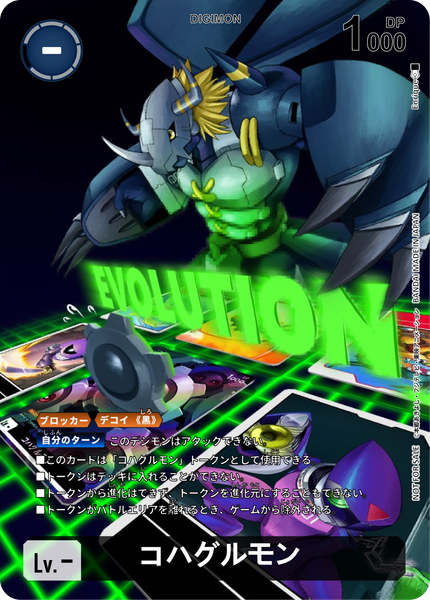 DIGIMON
1000
DP
EVOLUTION
ブロッカー デコイ《黒》
自分のターン このデジモンはアタックできない。
■このカードは「コハグルモン」トークンとして使用できる
■トークンはデッキに入れることができない。
■トークンから進化はできず、トークンを進化元にすることもできない。
■トークンがバトルエリアを離れるとき、ゲームから除外される。
Lv.-
コハグルモン
NOT FOR SALE
BANDAI MADE IN JAPAN